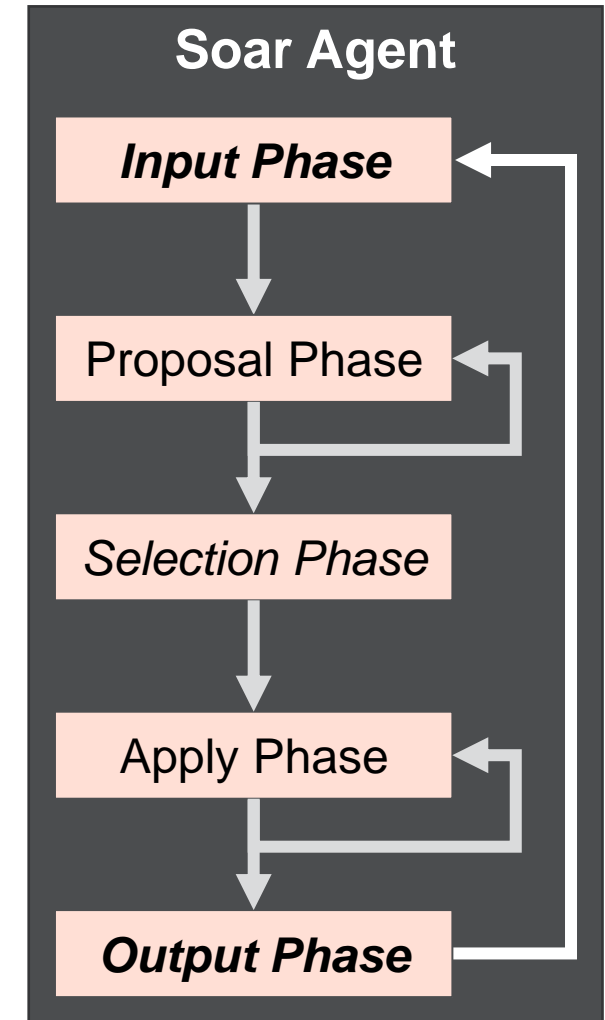 Soar Agent
Input Phase
Proposal Phase
Selection Phase
Apply Phase
Output Phase